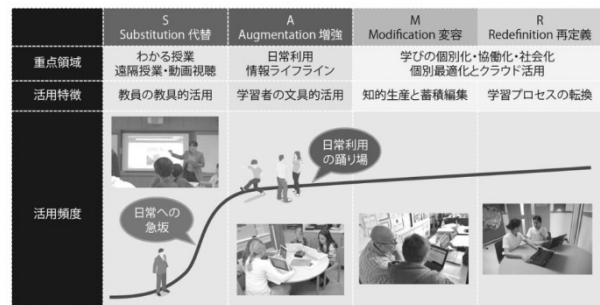 S
Substitution 代替
A
Augmentation 増強
M
Modification 変容
R
Redefinition 再定義
重点領域
わかる授業
遠隔授業・動画視聴
日常利用
情報ライフライン
学びの個別化・協働化・社会化
個別最適化とクラウド活用
活用特徴
教員の教具的活用
学習者の文具的活用
知的生産と蓄積編集
学習プロセスの転換
活用頻度
日常への
急坂
日常利用
の踊り場